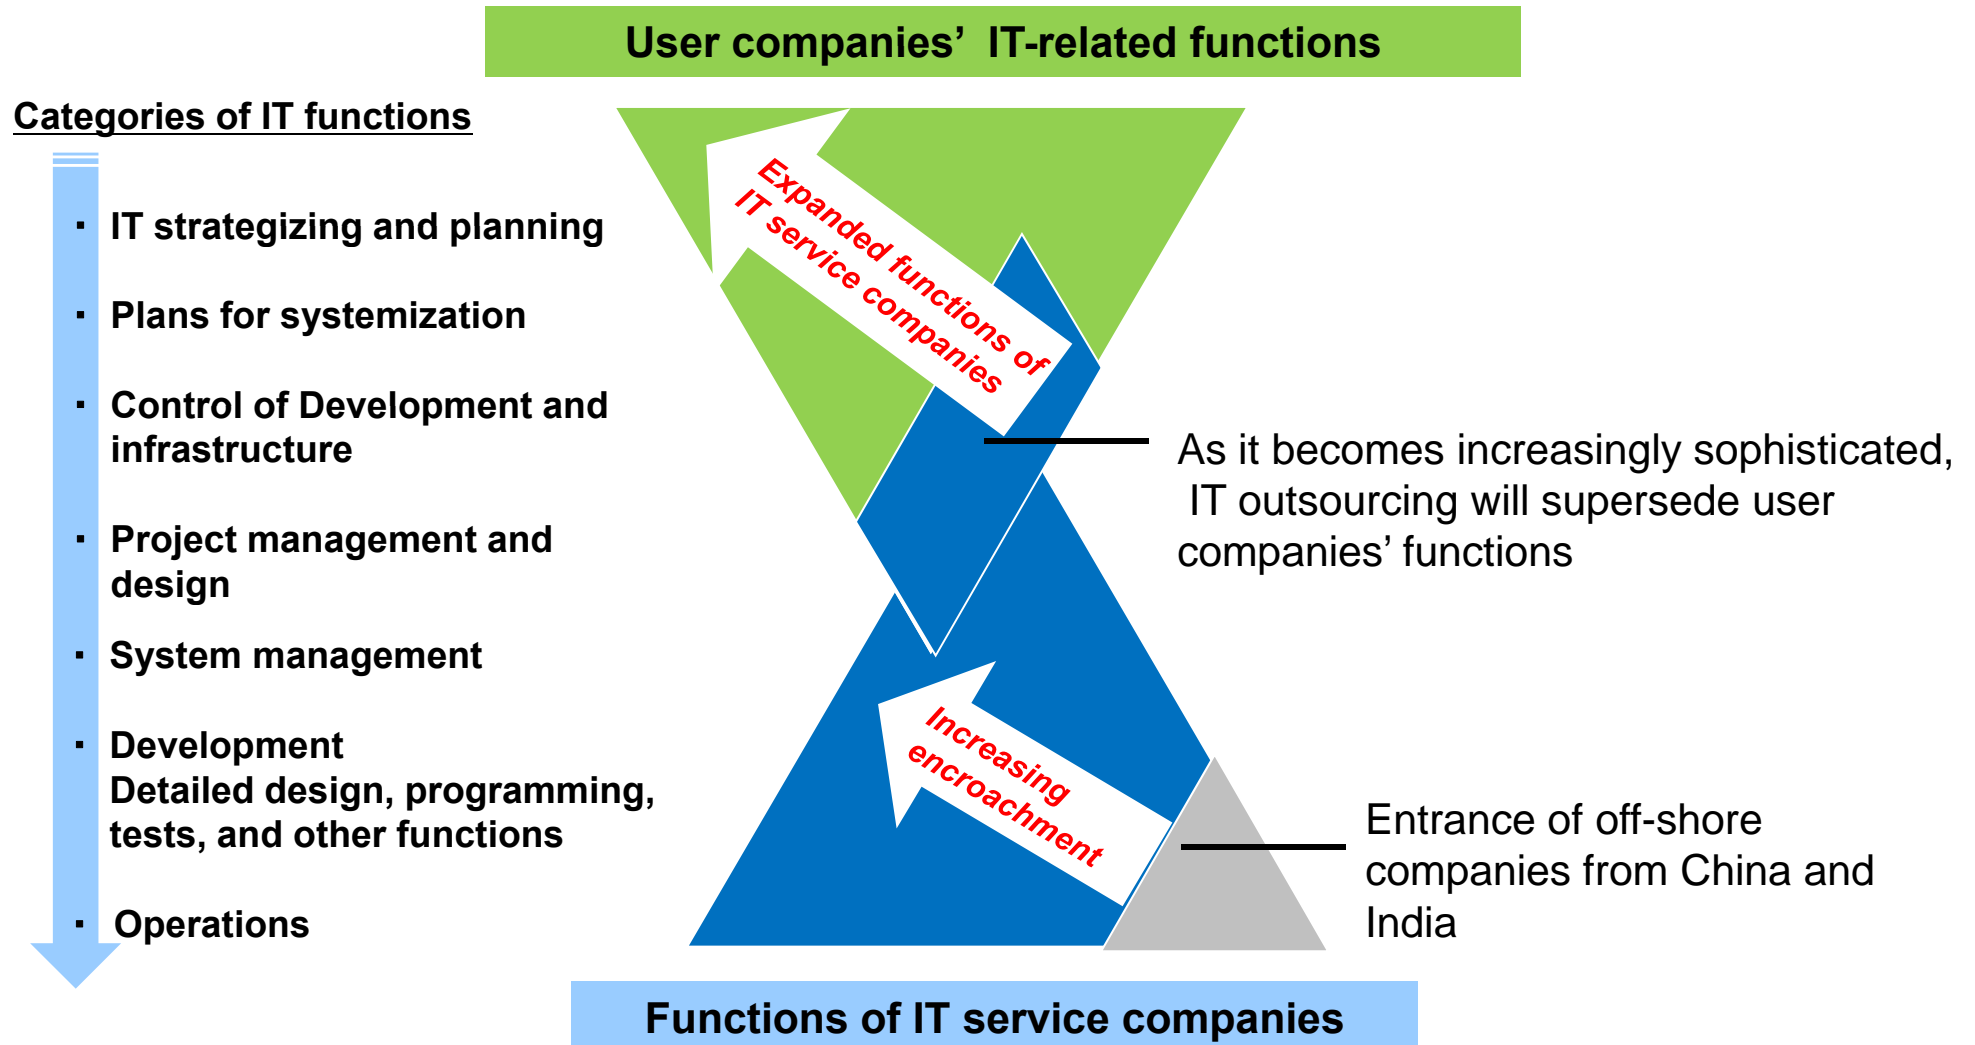 User companies’ IT-related functions
Categories of IT functions
▪ IT strategizing and planning
▪ Plans for systemization
▪ Control of Development and
infrastructure
▪ Project management and
design
▪ System management
▪ Development
Detailed design, programming,
tests, and other functions
▪ Operations
Expanded functions of
IT service companies
As it becomes increasingly sophisticated,
IT outsourcing will supersede user
companies’ functions
Increasing
encroachment
Entrance of off-shore
companies from China and
India
Functions of IT service companies